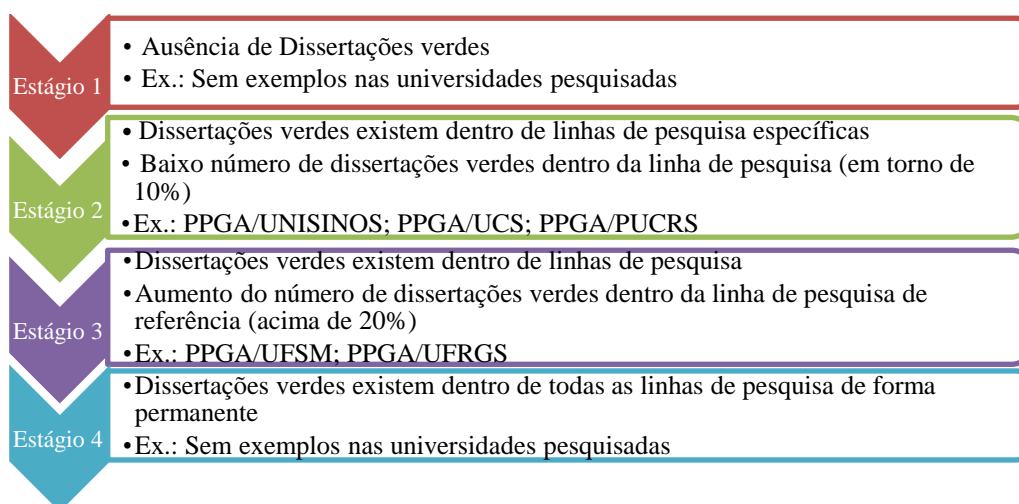 Estágio 1
• Ausência de Dissertações verdes
• Ex.: Sem exemplos nas universidades pesquisadas
Estágio 2
• Dissertações verdes existem dentro de linhas de pesquisa específicas
• Baixo número de dissertações verdes dentro da linha de pesquisa (em torno de
10%)
•Ex.: PPGA/UNISINOS; PPGA/UCS; PPGA/PUCRS
Estágio 3
•Dissertações verdes existem dentro de linhas de pesquisa
•Aumento do número de dissertações verdes dentro da linha de pesquisa de
referência (acima de 20%)
•Ex.: PPGA/UFSM; PPGA/UFRGS
Estágio 4
•Dissertações verdes existem dentro de todas as linhas de pesquisa de forma
permanente
•Ex.: Sem exemplos nas universidades pesquisadas